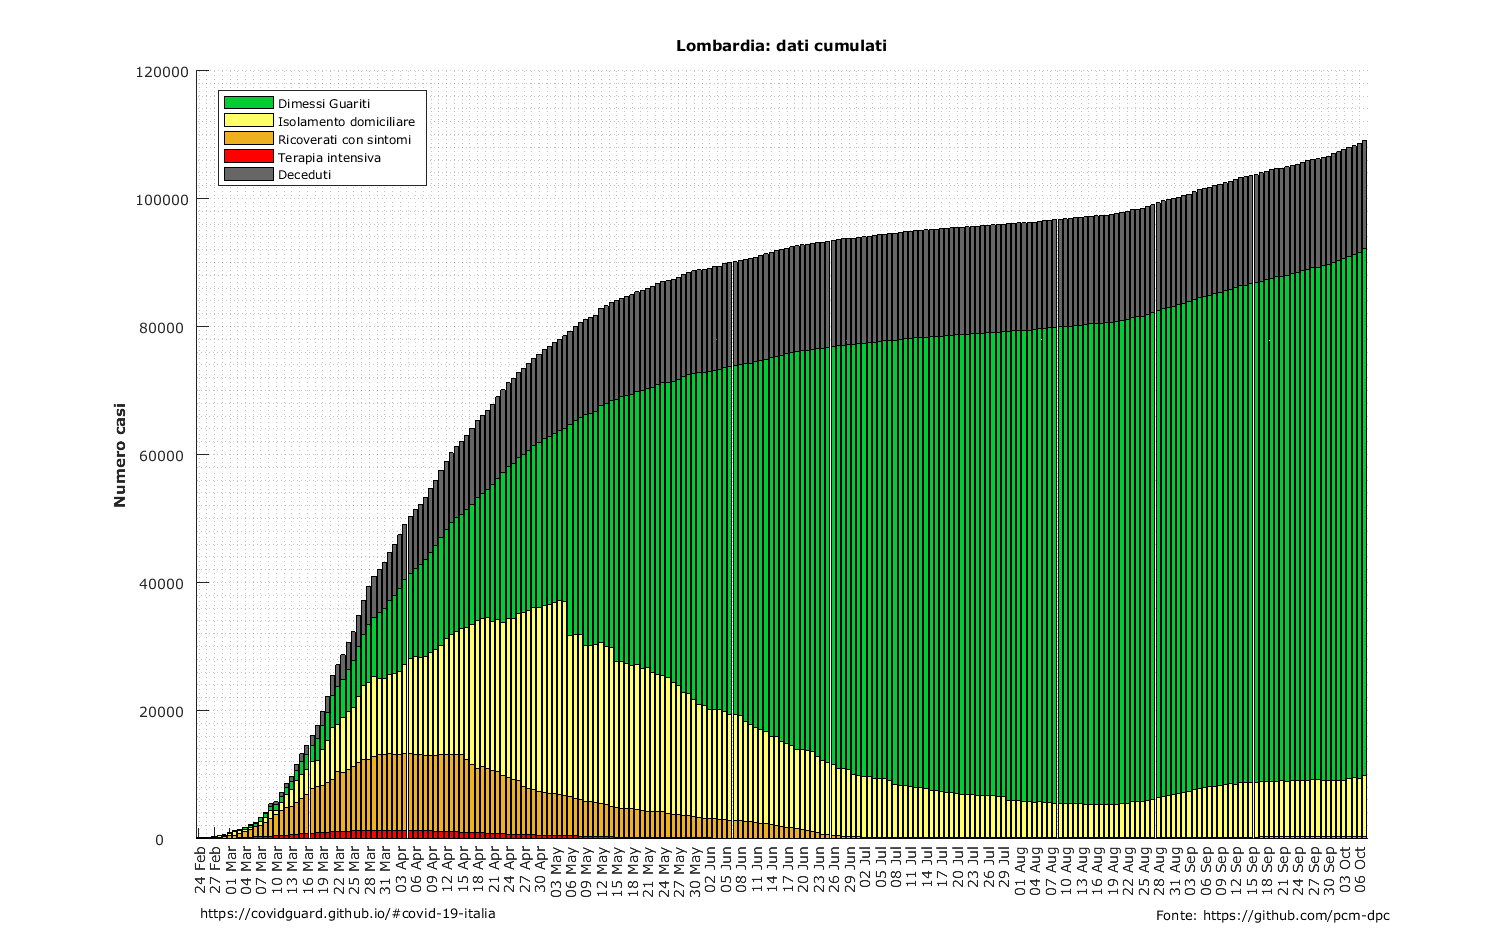 Lombardia: dati cumulati
120000
100000
80000
60000
40000
20000
0
Numero casi
Dimessi Guariti
Isolamento domiciliare
Ricoverati con sintomi
Terapia intensiva
Deceduti
24 Feb
27 Feb
01 Mar
04 Mar
07 Mar
10 Mar
13 Mar
16 Mar
19 Mar
22 Mar
25 Mar
28 Mar
31 Mar
03 Apr
06 Apr
09 Apr
12 Apr
15 Apr
18 Apr
21 Apr
24 Apr
27 Apr
30 Apr
03 May
06 May
09 May
12 May
15 May
18 May
21 May
24 May
27 May
30 May
02 Jun
05 Jun
08 Jun
11 Jun
14 Jun
17 Jun
20 Jun
23 Jun
26 Jun
29 Jun
02 Jul
05 Jul
08 Jul
11 Jul
14 Jul
17 Jul
20 Jul
23 Jul
26 Jul
29 Jul
01 Aug
04 Aug
07 Aug
10 Aug
13 Aug
16 Aug
19 Aug
22 Aug
25 Aug
28 Aug
31 Aug
03 Sep
06 Sep
09 Sep
12 Sep
15 Sep
18 Sep
21 Sep
24 Sep
27 Sep
30 Sep
03 Oct
06 Oct
https://covidguard.github.io/#covid-19-italia
Fonte: https://github.com/pcm-dpc